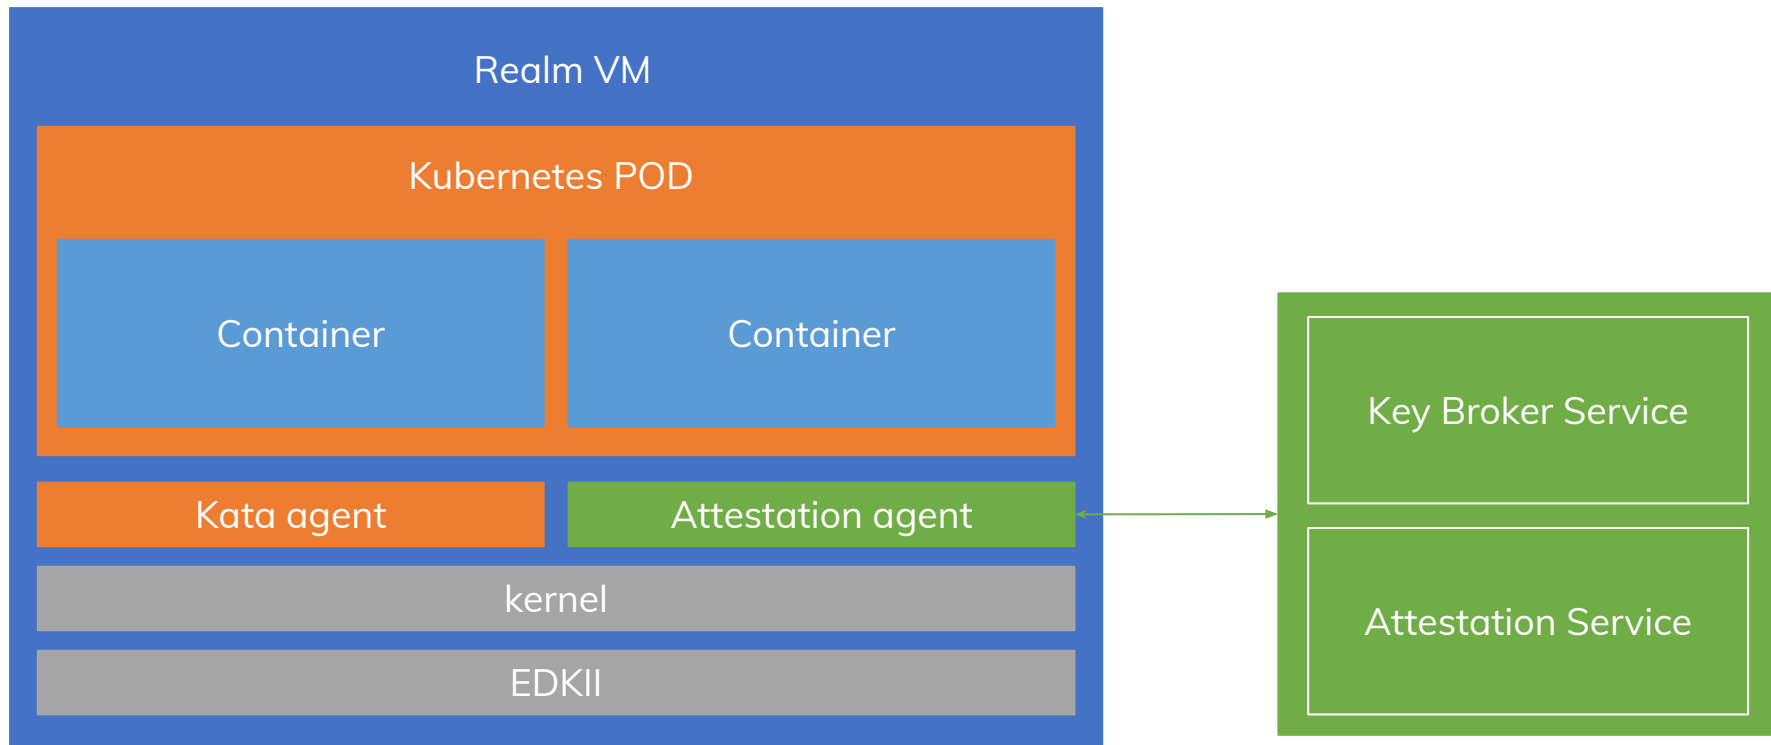 Realm VM
Kubernetes POD
Container
Container
Kata agent
Attestation agent
kernel
EDKII
Key Broker Service
Attestation Service